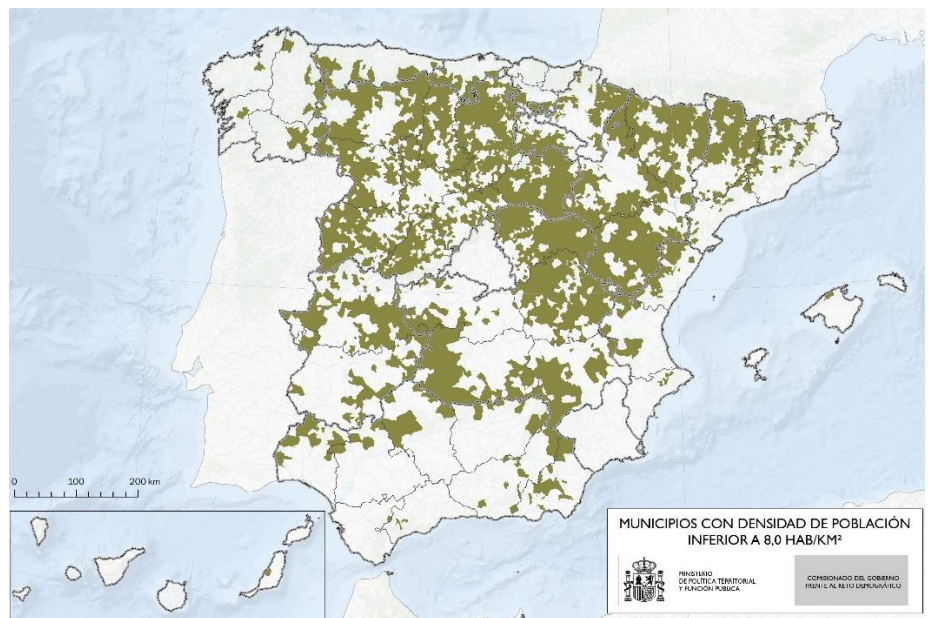 0 100 200 km
MUNICIPIOS CON DENSIDAD DE POBLACIÓN
INFERIOR A 8,0 HAB/KM²
MINISTERIO
DE POLÍTICA TERRITORIAL
Y FUNCIÓN PÚBLICA
COMISIONADO DEL GOBIERNO
FRENTE AL RETO DEMOGRÁFICO